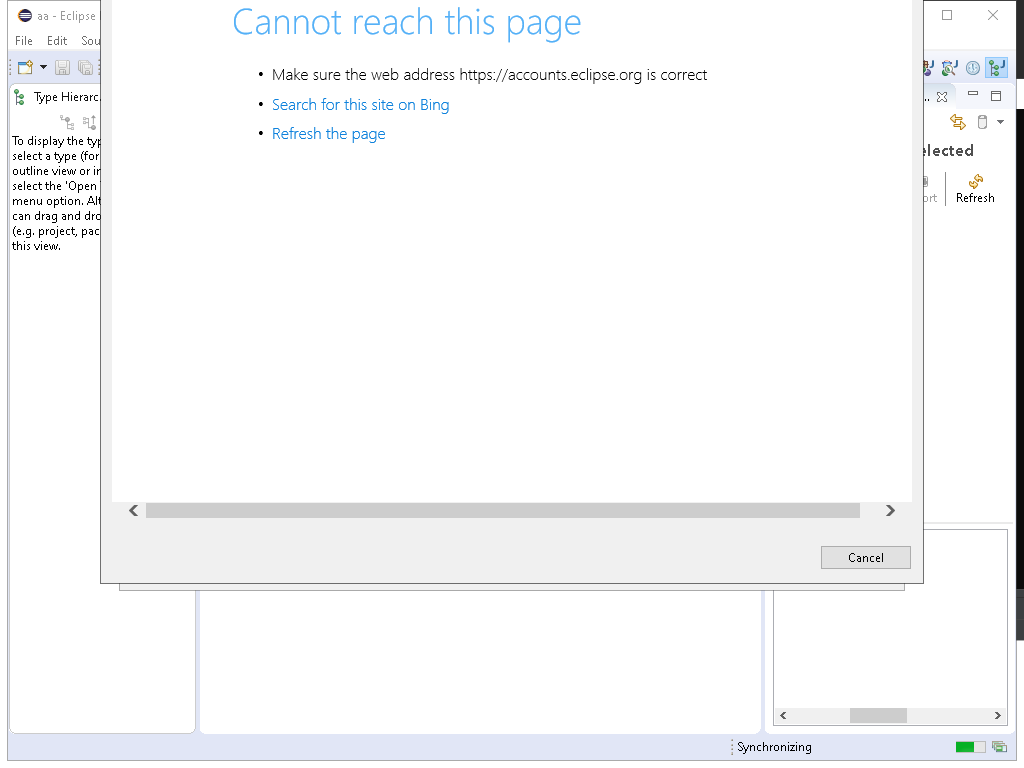 aa - Eclipse
File Edit Sou
Cannot reach this page
• Make sure the web address https://accounts.eclipse.org is correct
• Search for this site on Bing
• Refresh the page
Type Hierarc
To display the typ
select a type (for
outline view or in
select the 'Open
menu option. Alt
can drag and dro
(e.g. project, pac
this view.
..
elected
ort Refresh
Cancel
Synchronizing